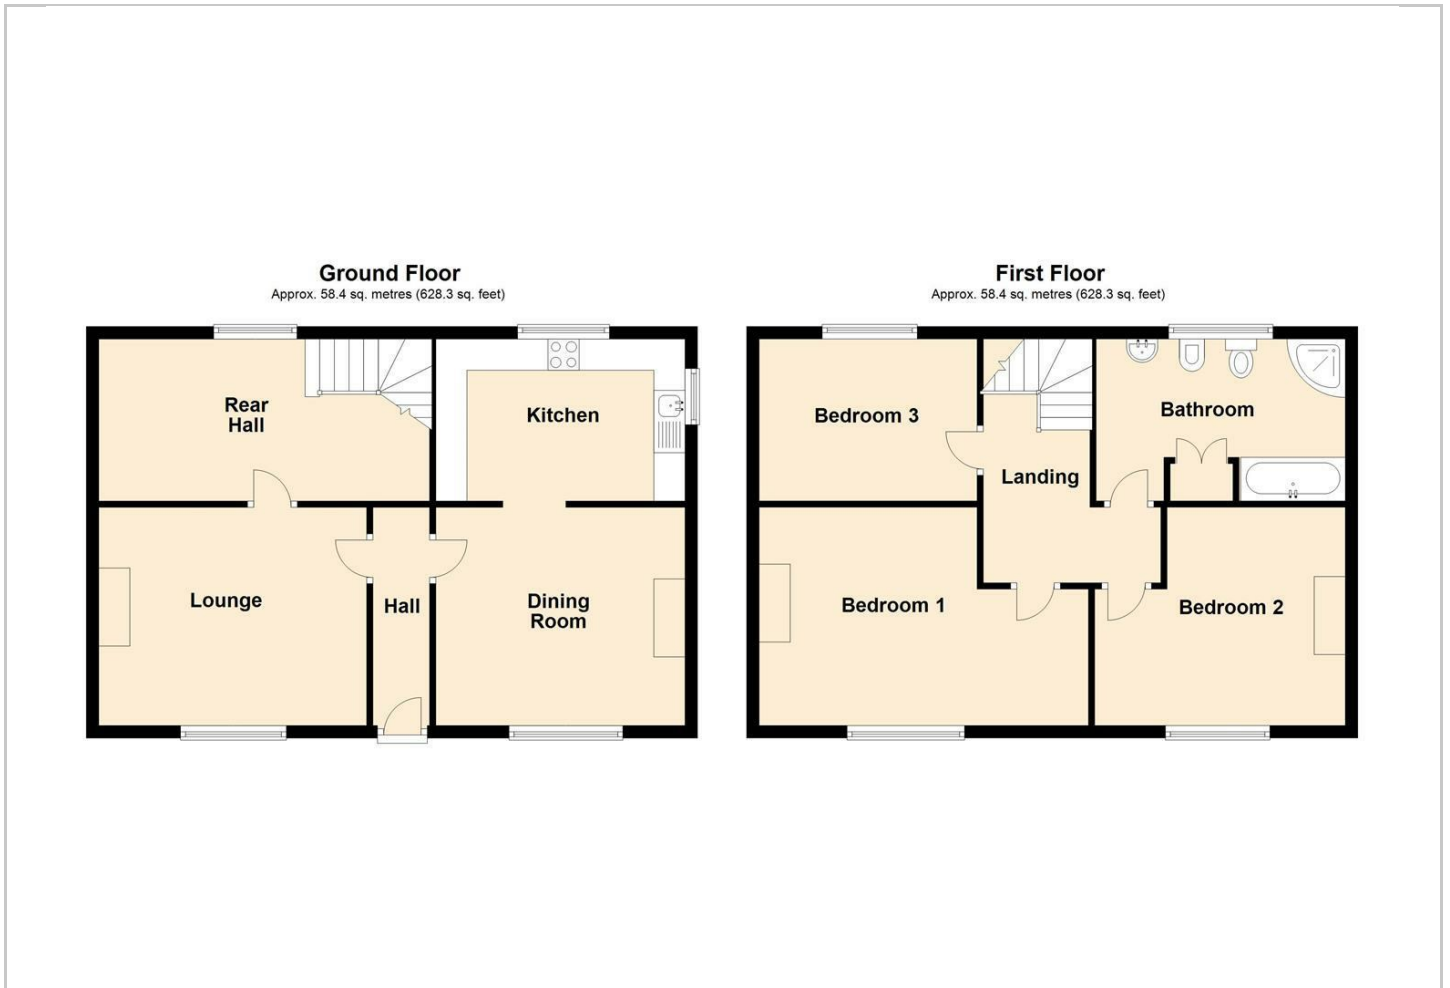 Ground Floor
Approx. 58.4 sq. metres (628.3 sq. feet)
Rear
Hall
Kitchen
Lounge
Hall
Dining
Room
First Floor
Approx. 58.4 sq. metres (628.3 sq. feet)
Bedroom 3
Bathroom
Landing
Bedroom 1
Bedroom 2